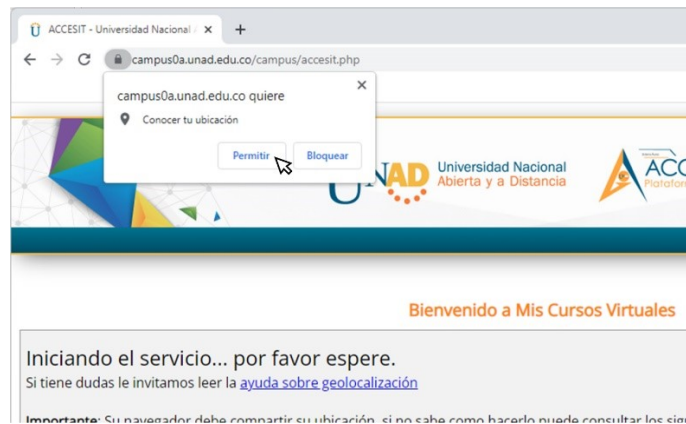 ACCESIT - Universidad Nacional A
campus0a.unad.edu.co/campus/accesit.php
campus0a.unad.edu.co quiere
Conocer tu ubicación
Permitir
Bloquear
UNAD
Universidad Nacional
Abierta y a Distancia
ACC
Platafor
Bienvenido a Mis Cursos Virtuales
Iniciando el servicio... por favor espere.
Si tiene dudas le invitamos leer la ayuda sobre geolocalización
Importante: Su navegador debe compartir su ubicación, si no sabe como hacerlo puede consultar los sigu